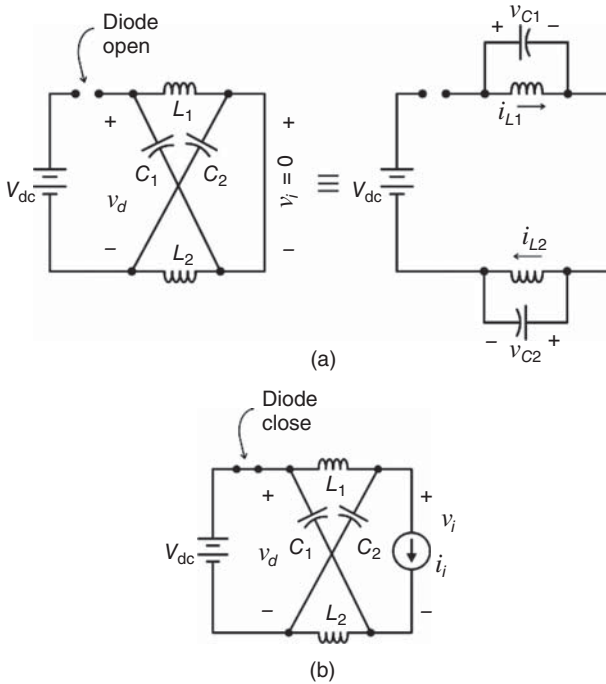 Diode
open
L1
+
+
C1
C2
Vdc
vd
vi = 0
–
L2
–
≡
+ vC1 –
iL1
Vdc
iL2
– vC2 +
(a)
Diode
close
L1
+
+
vi
Vdc
vd
C1
C2
ii
–
L2
–
(b)